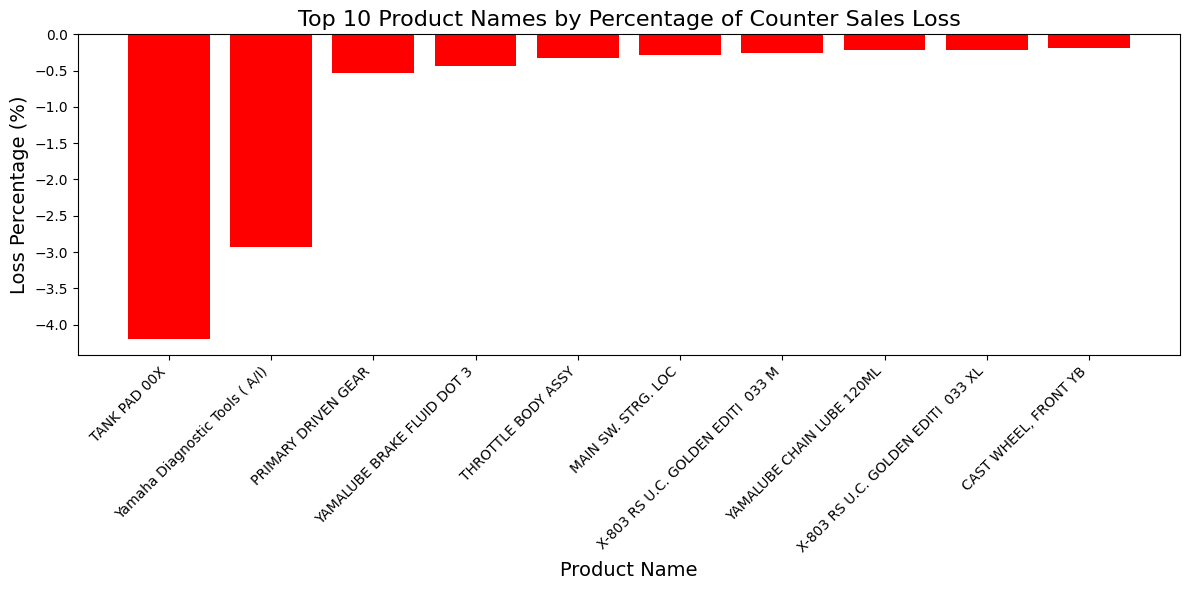 Top 10 Product Names by Percentage of Counter Sales Loss
Loss Percentage (%)
0.0
−0.5
−1.0
−1.5
−2.0
−2.5
−3.0
−3.5
−4.0
TANK PAD 00X
Yamaha Diagnostic Tools ( A/I)
PRIMARY DRIVEN GEAR
YAMALUBE BRAKE FLUID DOT 3
THROTTLE BODY ASSY
MAIN SW. STRG. LOC
X-803 RS U.C. GOLDEN EDITI  033 M
YAMALUBE CHAIN LUBE 120ML
X-803 RS U.C. GOLDEN EDITI  033 XL
CAST WHEEL, FRONT YB
Product Name